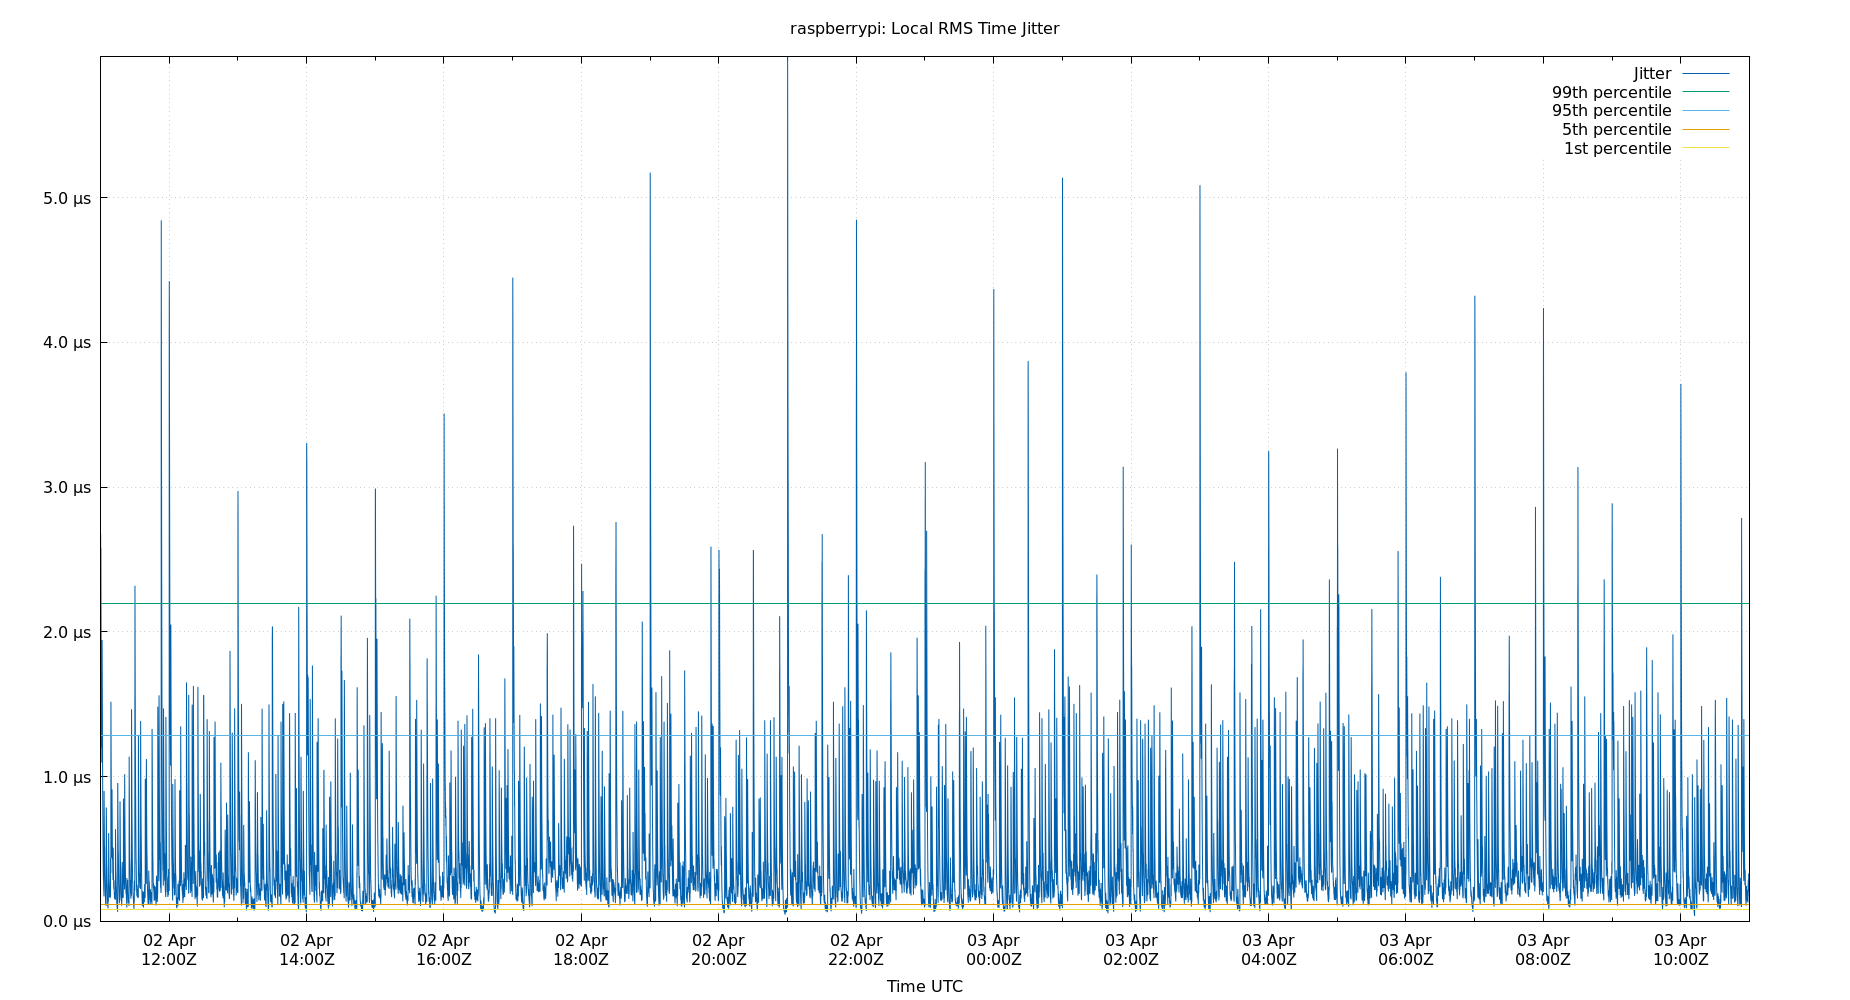 raspberrypi: Local RMS Time Jitter
Jitter
99th percentile
95th percentile
5th percentile
1st percentile
5.0 µs
4.0 µs
3.0 µs
2.0 µs
1.0 µs
0.0 µs
02 Apr 02 Apr 02 Apr 02 Apr 02 Apr 02 Apr 03 Apr 03 Apr 03 Apr 03 Apr 03 Apr 03 Apr
12:00Z 14:00Z 16:00Z 18:00Z 20:00Z 22:00Z 00:00Z 02:00Z 04:00Z 06:00Z 08:00Z 10:00Z
Time UTC